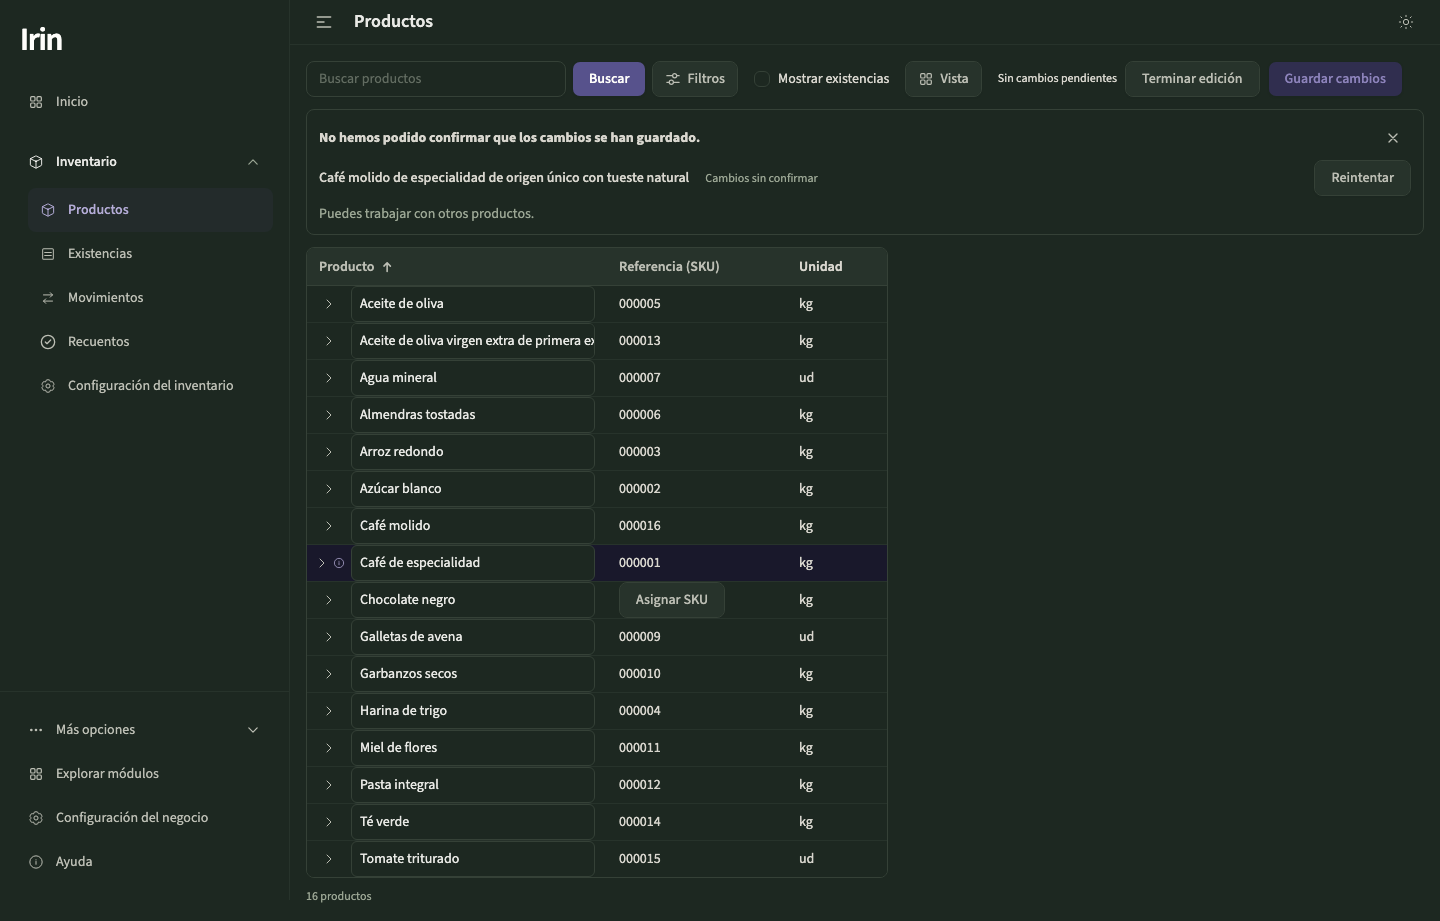 Irin
Productos
Inicio
Inventario
Productos
Existencias
Movimientos
Recuentos
Configuración del inventario
Más opciones
Explorar módulos
Configuración del negocio
Ayuda
Buscar productos
Buscar
Filtros
Mostrar existencias
Vista
Sin cambios pendientes
Terminar edición
Guardar cambios
No hemos podido confirmar que los cambios se han guardado.
Café molido de especialidad de origen único con tueste natural Cambios sin confirmar
Reintentar
Puedes trabajar con otros productos.
Producto Referencia (SKU) Unidad
Aceite de oliva 000005 kg
Aceite de oliva virgen extra de primera ex 000013 kg
Agua mineral 000007 ud
Almendras tostadas 000006 kg
Arroz redondo 000003 kg
Azúcar blanco 000002 kg
Café molido 000016 kg
Café de especialidad 000001 kg
Chocolate negro Asignar SKU kg
Galletas de avena 000009 ud
Garbanzos secos 000010 kg
Harina de trigo 000004 kg
Miel de flores 000011 kg
Pasta integral 000012 kg
Té verde 000014 kg
Tomate triturado 000015 ud
16 productos